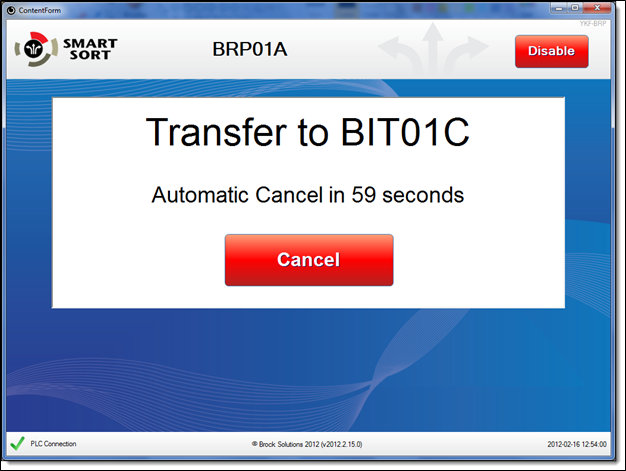 ContentForm
YKF-BRP
SMART
SORT
BRP01A
Disable
Transfer to BIT01C
Automatic Cancel in 59 seconds
Cancel
PLC Connection
® Brock Solutions 2012 (v2012.2.15.0)
2012-02-16 12:54:00